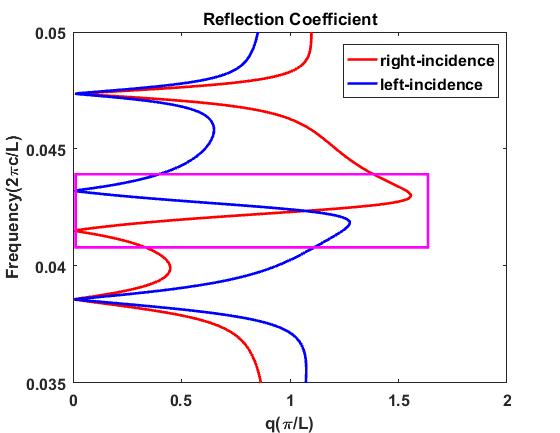 Reflection Coefficient
0.05
right-incidence
left-incidence
0.045
Frequency(2πc/L)
0.04
0.035
0 0.5 1 1.5 2
q(π/L)